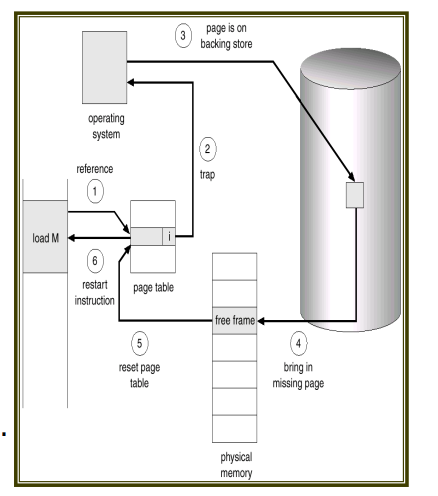 3
page is on
backing store
operating
system
2
trap
reference
1
load M
i
6
restart
instruction
page table
free frame
5
reset page
table
4
bring in
missing page
physical
memory
.